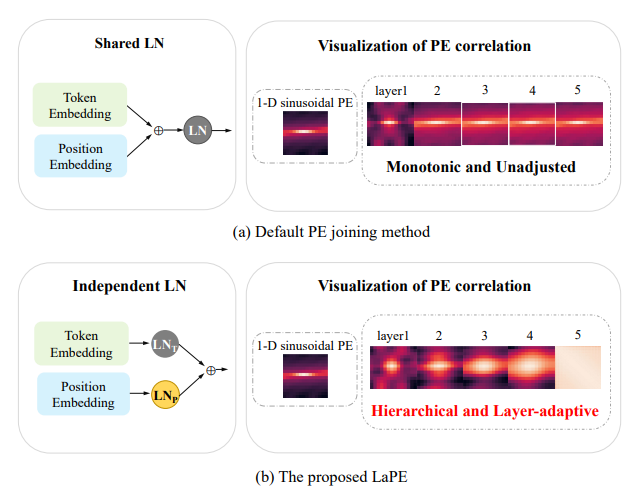 Shared LN
Token
Embedding
Position
Embedding
⊕
LN
Visualization of PE correlation
1-D sinusoidal PE
layer1 2 3 4 5
Monotonic and Unadjusted
(a) Default PE joining method
Independent LN
Token
Embedding
LN_T
Position
Embedding
LN_P
⊕
Visualization of PE correlation
1-D sinusoidal PE
layer1 2 3 4 5
Hierarchical and Layer-adaptive
(b) The proposed LaPE